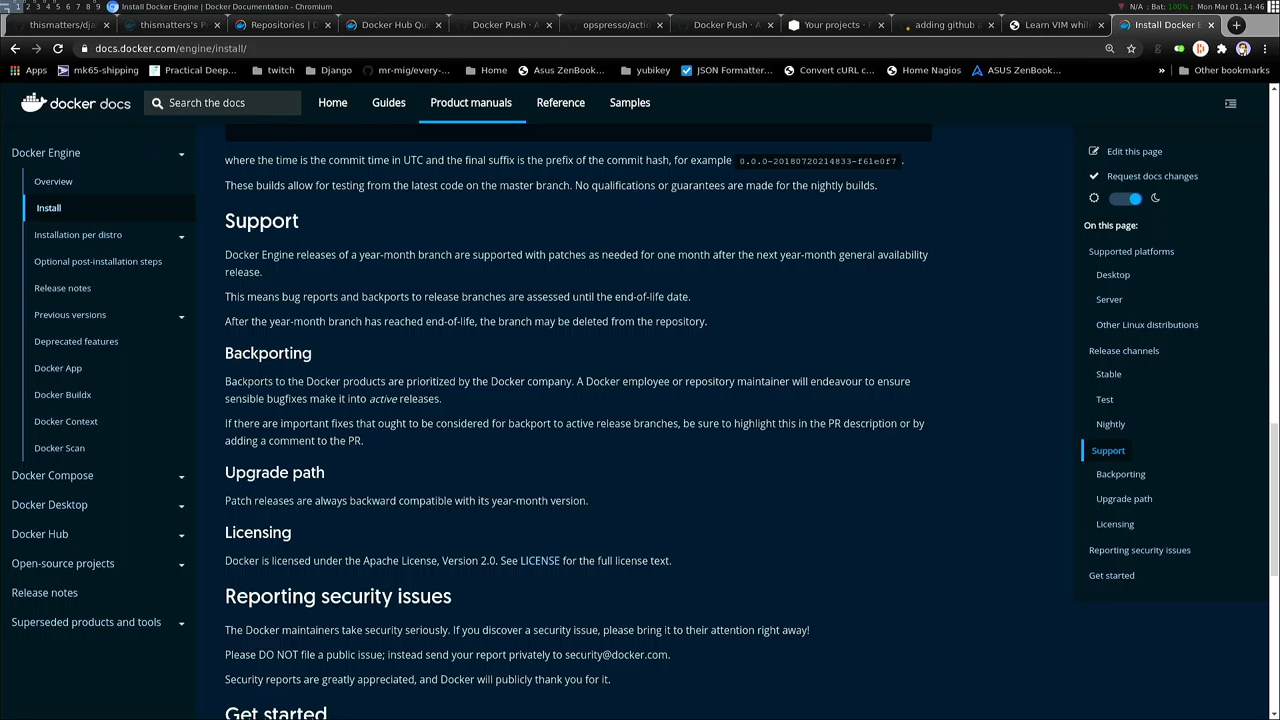 1 2 3 4 5 6 7 8 9 Install Docker Engine | Docker Documentation - Chromium N/A | Bat: 100% | Mon Mar 01, 14:46
thismatters/dja thismatters's P Repositories | D Docker Hub Qu Docker Push · A opspresso/actio Docker Push · A Your projects · F adding github a Learn VIM while Install Docker E
docs.docker.com/engine/install/
Apps mk65-shipping Practical Deep... twitch Django mr-mig/every-... Home Asus ZenBook... yubikey JSON Formatter... Convert cURL c... Home Nagios ASUS ZenBook... » Other bookmarks
docker docs Search the docs Home Guides Product manuals Reference Samples
Docker Engine
Overview
Install
Installation per distro
Optional post-installation steps
Release notes
Previous versions
Deprecated features
Docker App
Docker Buildx
Docker Context
Docker Scan
Docker Compose
Docker Desktop
Docker Hub
Open-source projects
Release notes
Superseded products and tools
where the time is the commit time in UTC and the final suffix is the prefix of the commit hash, for example 0.0.0-20180720214833-f61e0f7 .
These builds allow for testing from the latest code on the master branch. No qualifications or guarantees are made for the nightly builds.
Support
Docker Engine releases of a year-month branch are supported with patches as needed for one month after the next year-month general availability
release.
This means bug reports and backports to release branches are assessed until the end-of-life date.
After the year-month branch has reached end-of-life, the branch may be deleted from the repository.
Backporting
Backports to the Docker products are prioritized by the Docker company. A Docker employee or repository maintainer will endeavour to ensure
sensible bugfixes make it into active releases.
If there are important fixes that ought to be considered for backport to active release branches, be sure to highlight this in the PR description or by
adding a comment to the PR.
Upgrade path
Patch releases are always backward compatible with its year-month version.
Licensing
Docker is licensed under the Apache License, Version 2.0. See LICENSE for the full license text.
Reporting security issues
The Docker maintainers take security seriously. If you discover a security issue, please bring it to their attention right away!
Please DO NOT file a public issue; instead send your report privately to security@docker.com.
Security reports are greatly appreciated, and Docker will publicly thank you for it.
Get started
Edit this page
Request docs changes
On this page:
Supported platforms
Desktop
Server
Other Linux distributions
Release channels
Stable
Test
Nightly
Support
Backporting
Upgrade path
Licensing
Reporting security issues
Get started